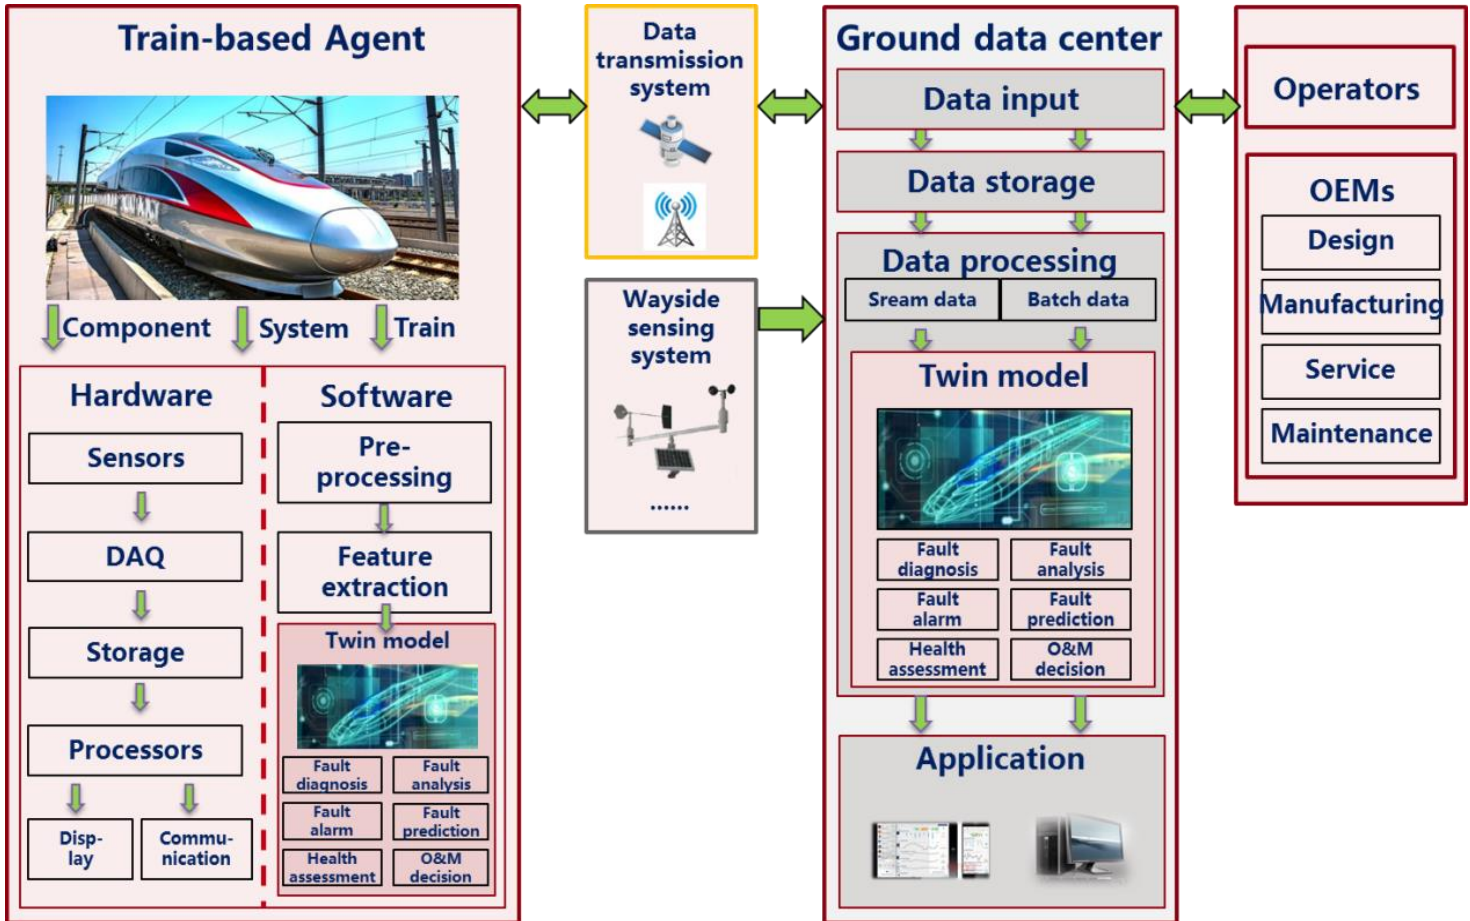 Train-based Agent
Component
System
Train
Hardware
Sensors
DAQ
Storage
Processors
Disp-
lay
Commu-
nication
Software
Pre-
processing
Feature
extraction
Twin model
Fault
diagnosis
Fault
analysis
Fault
alarm
Fault
prediction
Health
assessment
O&M
decision
Data
transmission
system
Wayside
sensing
system
......
Ground data center
Data input
Data storage
Data processing
Sream data
Batch data
Twin model
Fault
diagnosis
Fault
analysis
Fault
alarm
Fault
prediction
Health
assessment
O&M
decision
Application
Operators
OEMs
Design
Manufacturing
Service
Maintenance